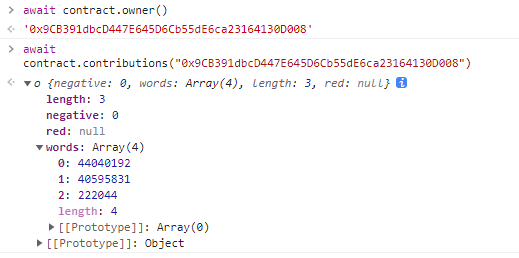 > await contract.owner()
<· '0x9CB391dbcD447E645D6Cb55dE6ca23164130D008'
> await
contract.contributions("0x9CB391dbcD447E645D6Cb55dE6ca23164130D008")
<· ▼ o {negative: 0, words: Array(4), length: 3, red: null} i
length: 3
negative: 0
red: null
▼ words: Array(4)
0: 44040192
1: 40595831
2: 222044
length: 4
▶ [[Prototype]]: Array(0)
▶ [[Prototype]]: Object